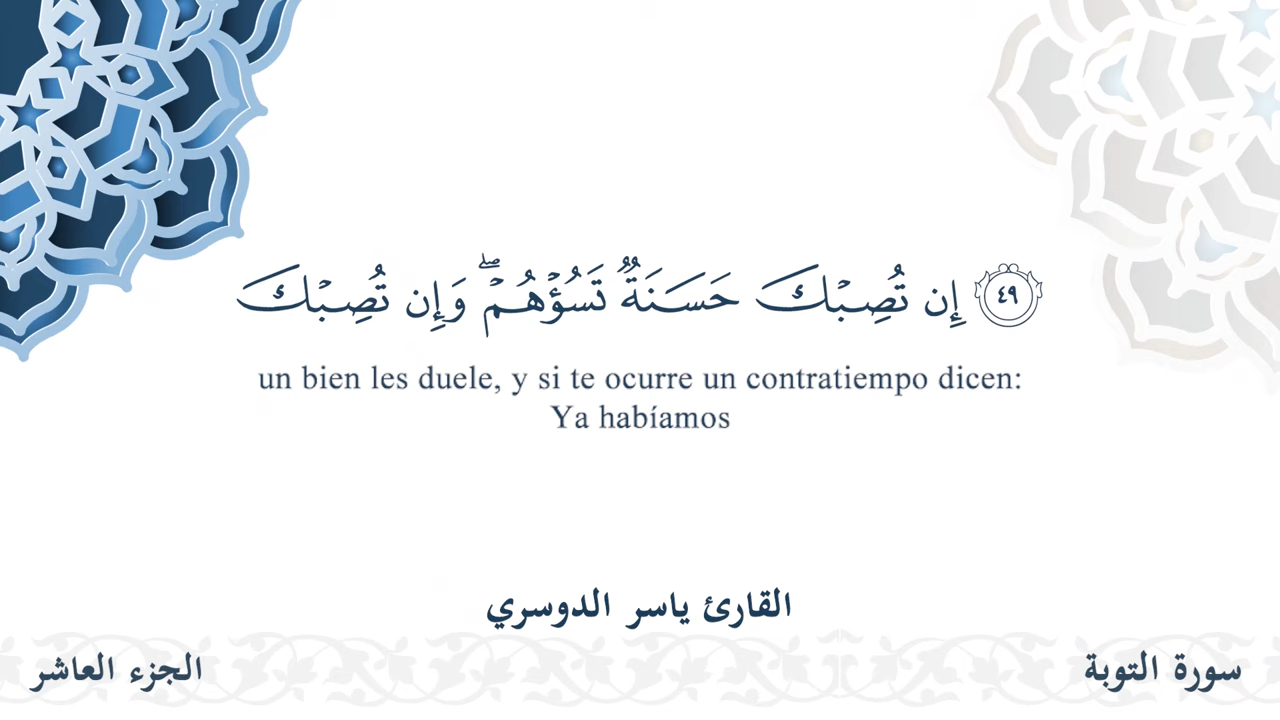 ٤٩ إِن تُصِبْكَ حَسَنَةٌ تَسُؤْهُمْ ۖ وَإِن تُصِبْكَ
un bien les duele, y si te ocurre un contratiempo dicen:
Ya habíamos
القارئ ياسر الدوسري
سورة التوبة
الجزء العاشر